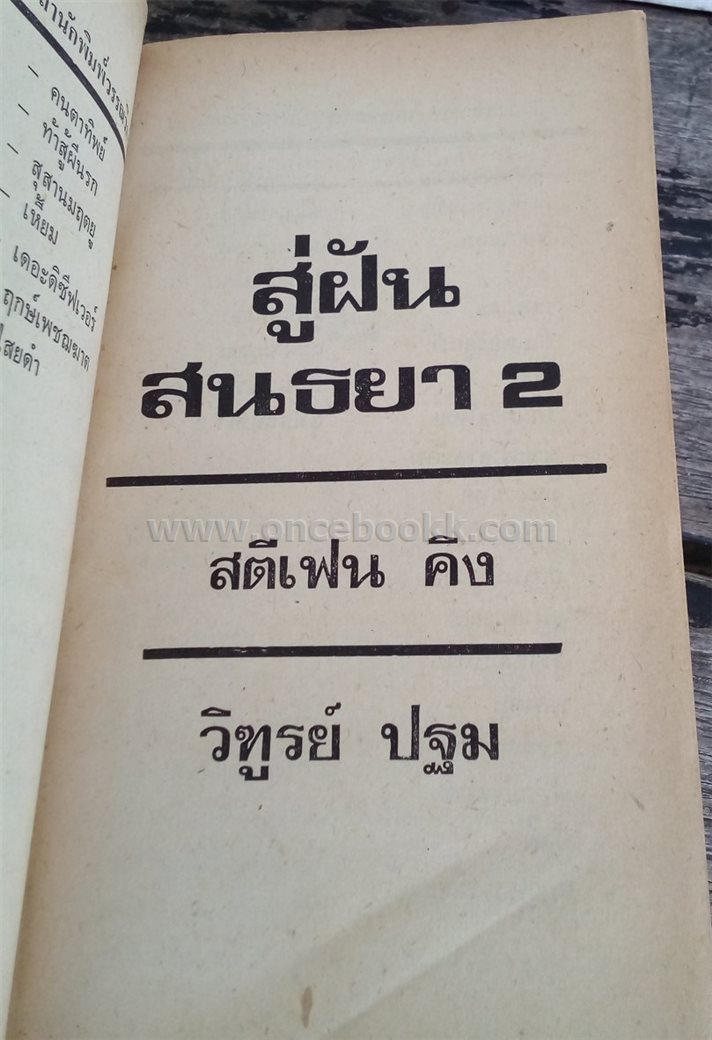 คนตาทิพย์
ท้าสู้ผีนรก
สุสานมฤตยู
เหี้ยม
เดอะดิซีฟเวอร์
ฤกษ์เพชฌฆาต
ไสยดำ
สู่ฝัน
สนธยา 2
www.oncebookk.com
สตีเฟน คิง
วิฑูรย์ ปฐม